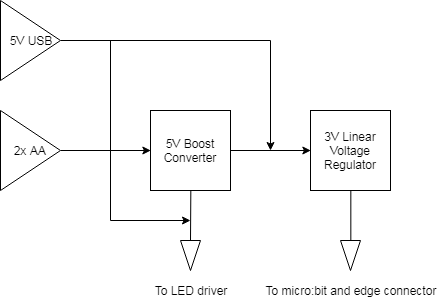 5V USB
2x AA
5V Boost
Converter
3V Linear
Voltage
Regulator
To LED driver
To micro:bit and edge connector